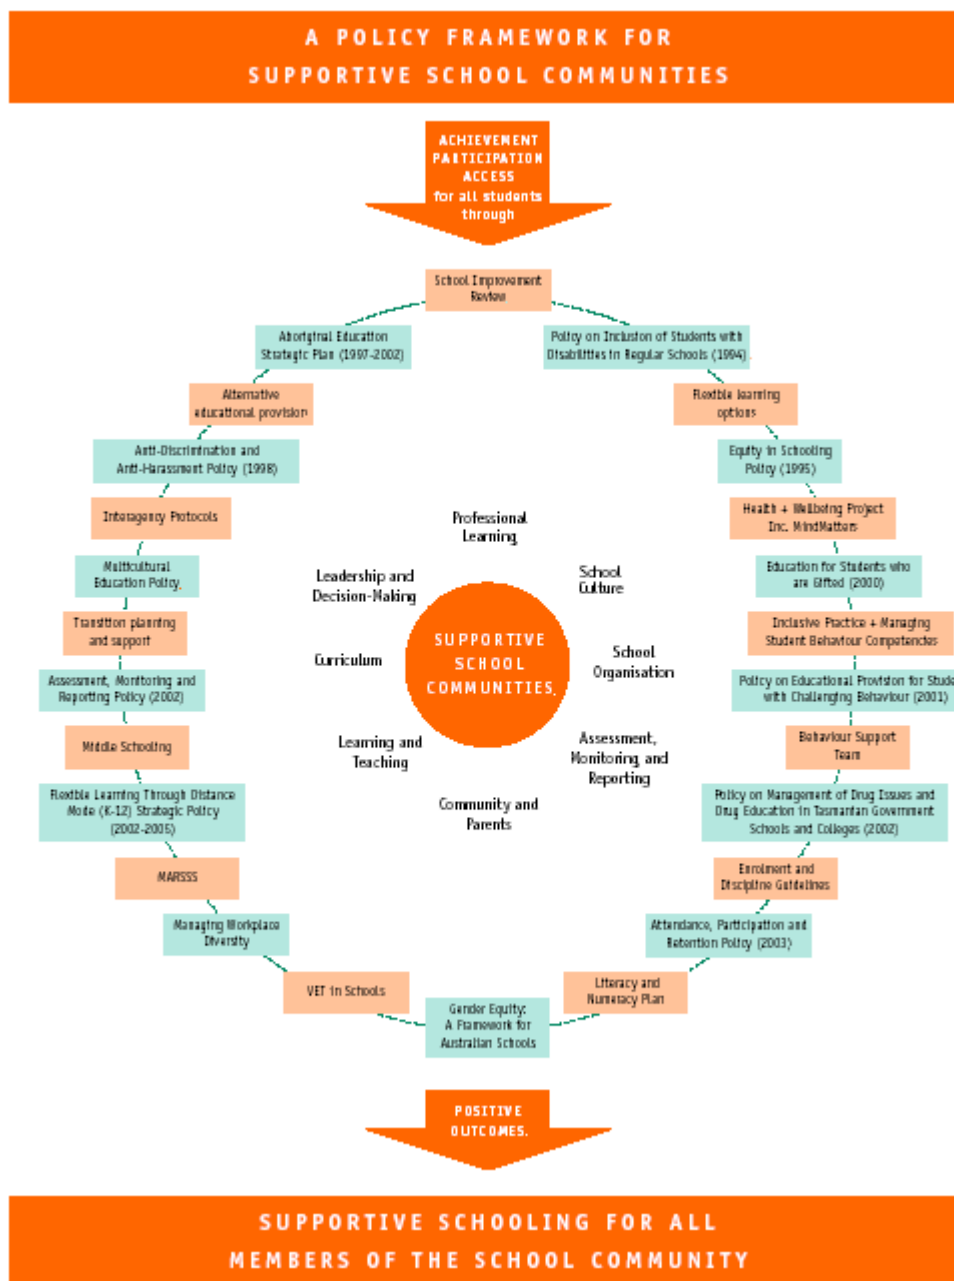 A POLICY FRAMEWORK FOR
SUPPORTIVE SCHOOL COMMUNITIES
ACHIEVEMENT
PARTICIPATION
ACCESS
for all students
through
School Improvement
Review
Aboriginal Education
Strategic Plan (1997-2002)
Policy on Inclusion of Students with
Disabilities in Regular Schools (1994).
Alternative
educational provision
Flexible learning
options
Anti-Discrimination and
Anti-Harassment Policy (1998)
Equity in Schooling
Policy (1995)
Interagency Protocols
Health + Wellbeing Project
Inc. MindMatters
Multicultural
Education Policy.
Education for Students who
are Gifted (2000)
Transition planning
and support
Inclusive Practice + Managing
Student Behaviour Competencies
Assessment, Monitoring and
Reporting Policy (2002)
Policy on Educational Provision for Stude
with Challenging Behaviour (2001)
Middle Schooling
Behaviour Support
Team
Flexible Learning Through Distance
Mode (K-12) Strategic Policy
(2002-2005)
Policy on Management of Drug Issues and
Drug Education in Tasmanian Government
Schools and Colleges (2002)
MARSSS
Enrolment and
Discipline Guidelines
Managing Workplace
Diversity
Attendance, Participation and
Retention Policy (2003)
VET in Schools
Literacy and
Numeracy Plan
Gender Equity:
A Framework for
Australian Schools
Professional
Learning
Leadership and
Decision-Making
School
Culture
Curriculum
School
Organisation
Learning and
Teaching
Assessment,
Monitoring and
Reporting
Community and
Parents
SUPPORTIVE
SCHOOL
COMMUNITIES.
POSITIVE
OUTCOMES.
SUPPORTIVE SCHOOLING FOR ALL
MEMBERS OF THE SCHOOL COMMUNITY